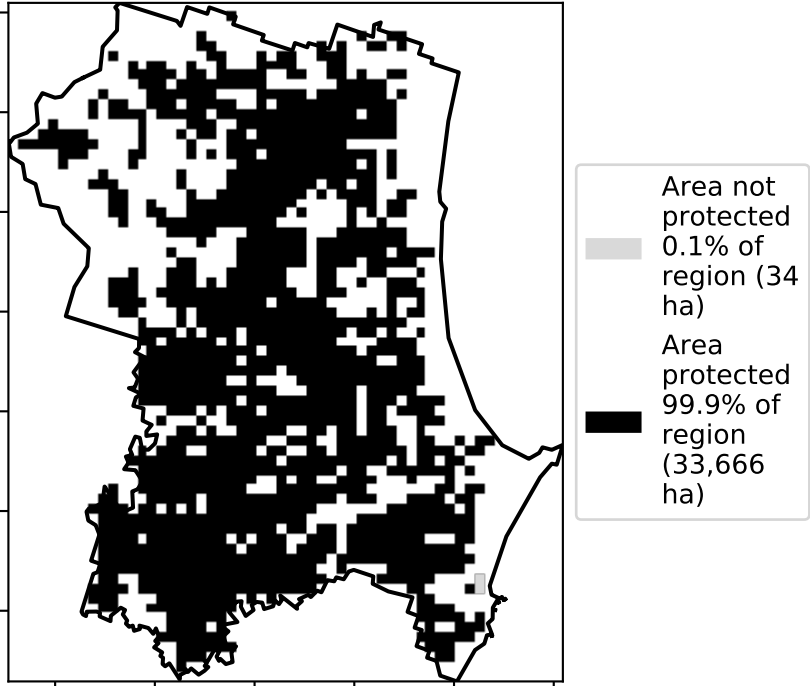 Area not
protected
0.1% of
region (34
ha)
Area
protected
99.9% of
region
(33,666
ha)